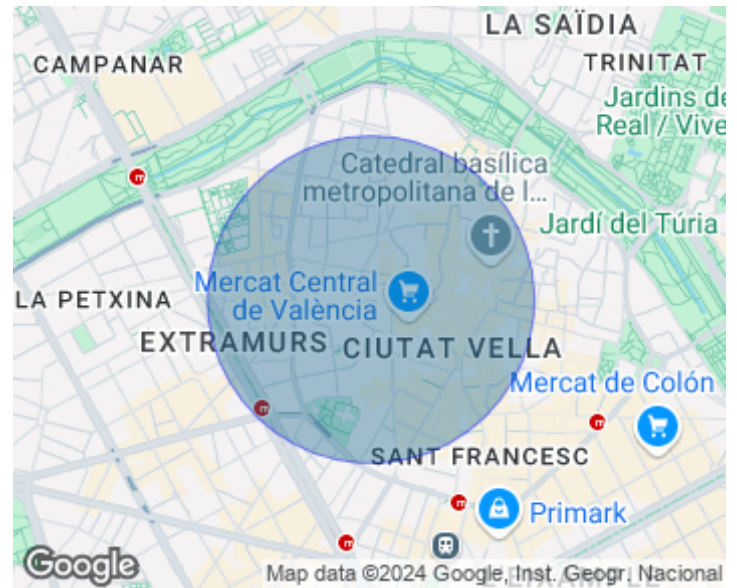 LA SAÏDIA
CAMPANAR
TRINITAT
Jardins de
Real / Vive
Catedral basílica
metropolitana de l...
Jardí del Túria
Mercat Central
de València
LA PETXINA
EXTRAMURS
CIUTAT VELLA
Mercat de Colón
SANT FRANCESC
Primark
L'EIXAMPLE
Google
Map data ©2024 Google, Inst. Geogr. Nacional